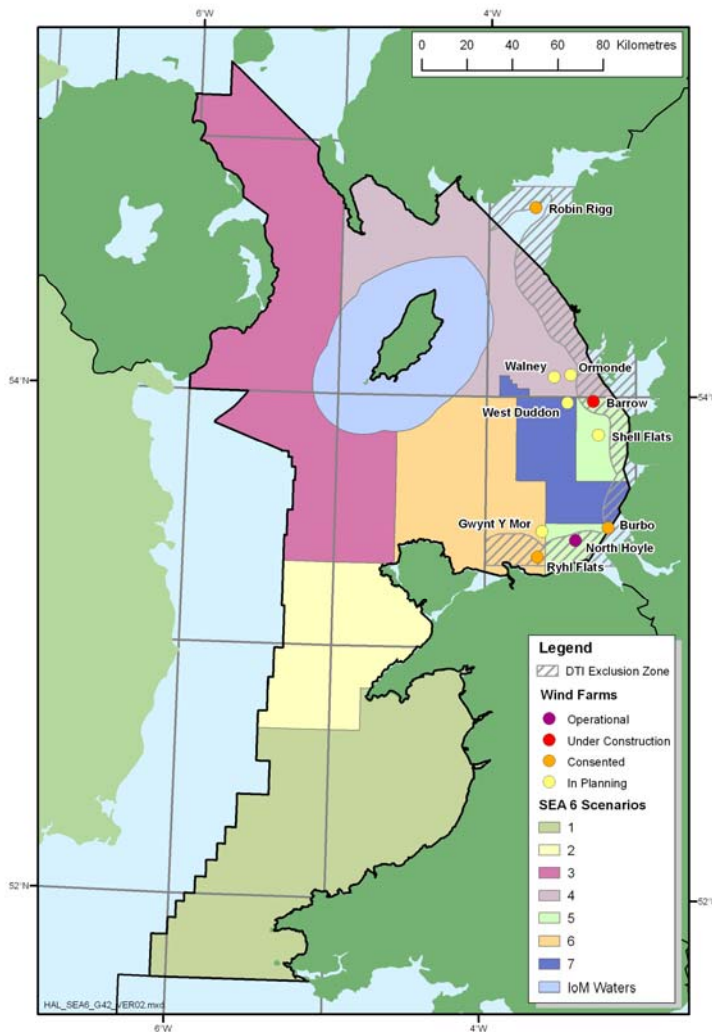 6°W
4°W
0 20 40 60 80 Kilometres
Robin Rigg
54°N
Walney
Ormonde
54°N
West Duddon
Barrow
Shell Flats
Gwynt Y Mor
Burbo
North Hoyle
Ryhl Flats
Legend
DTI Exclusion Zone
Wind Farms
Operational
Under Construction
Consented
In Planning
SEA 6 Scenarios
1
2
3
4
5
6
7
IoM Waters
52°N
52°N
HAL_SEA6_G42_VER02.mxd
6°W
4°W